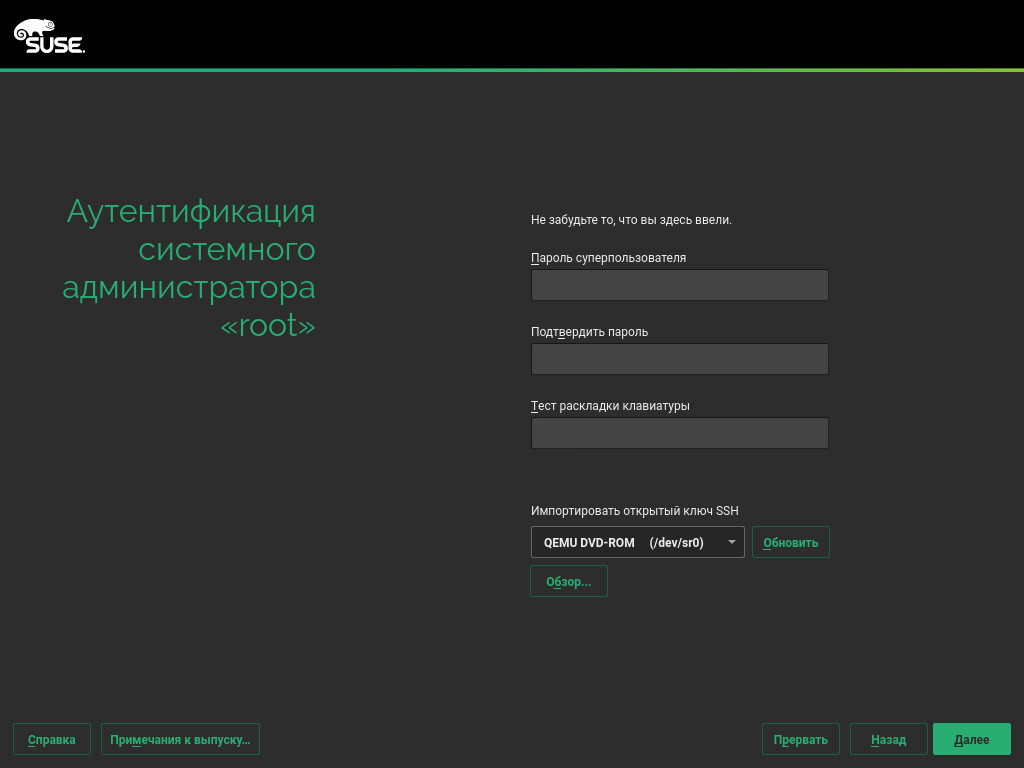 SUSE.
Аутентификация
системного
администратора
«root»
Не забудьте то, что вы здесь ввели.
Пароль суперпользователя
Подтвердить пароль
Тест раскладки клавиатуры
Импортировать открытый ключ SSH
QEMU DVD-ROM (/dev/sr0)
Обновить
Обзор...
Справка
Примечания к выпуску...
Прервать
Назад
Далее